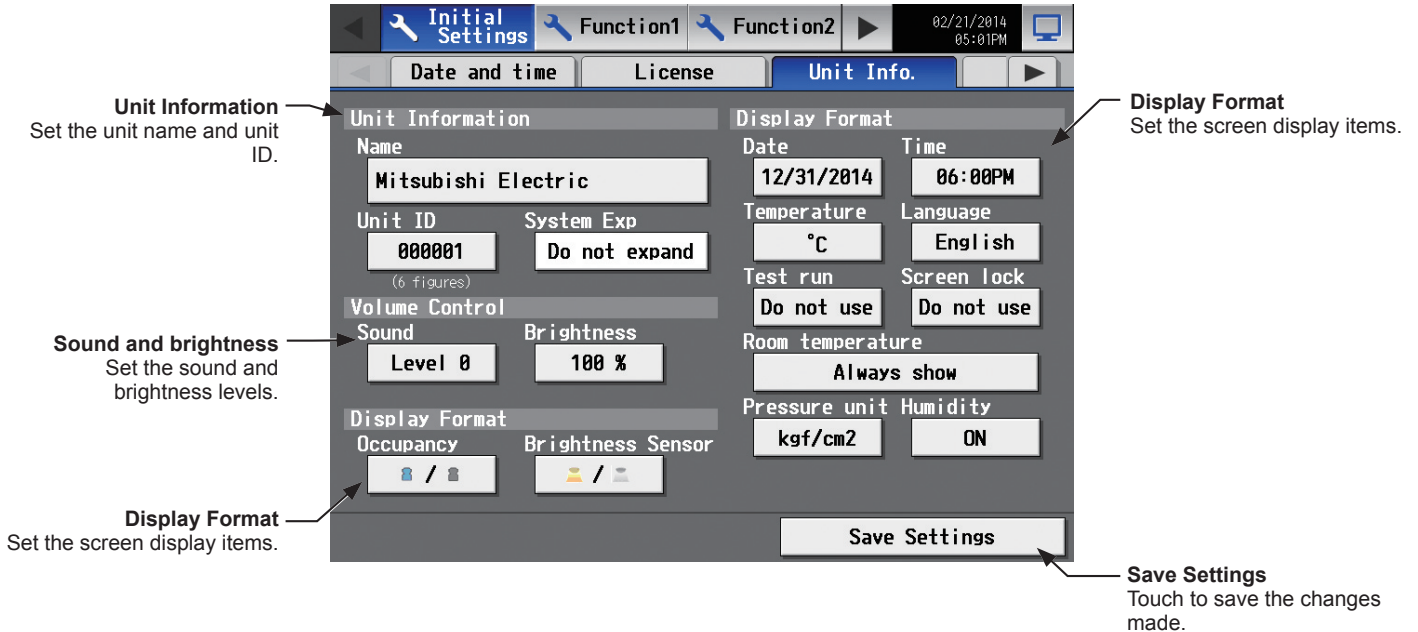 Initial
Settings
Function1
Function2
02/21/2014
05:01PM
Date and time
License
Unit Info.
Unit Information
Set the unit name and unit
ID.
Unit Information
Name
Mitsubishi Electric
Unit ID
System Exp
000001
Do not expand
(6 figures)
Volume Control
Sound
Brightness
Level 0
100 %
Sound and brightness
Set the sound and
brightness levels.
Display Format
Occupancy
Brightness Sensor
/
/
Display Format
Set the screen display items.
Display Format
Date
Time
12/31/2014
06:00PM
Temperature
Language
°C
English
Test run
Screen lock
Do not use
Do not use
Room temperature
Always show
Pressure unit
Humidity
kgf/cm2
ON
Display Format
Set the screen display items.
Save Settings
Save Settings
Touch to save the changes
made.